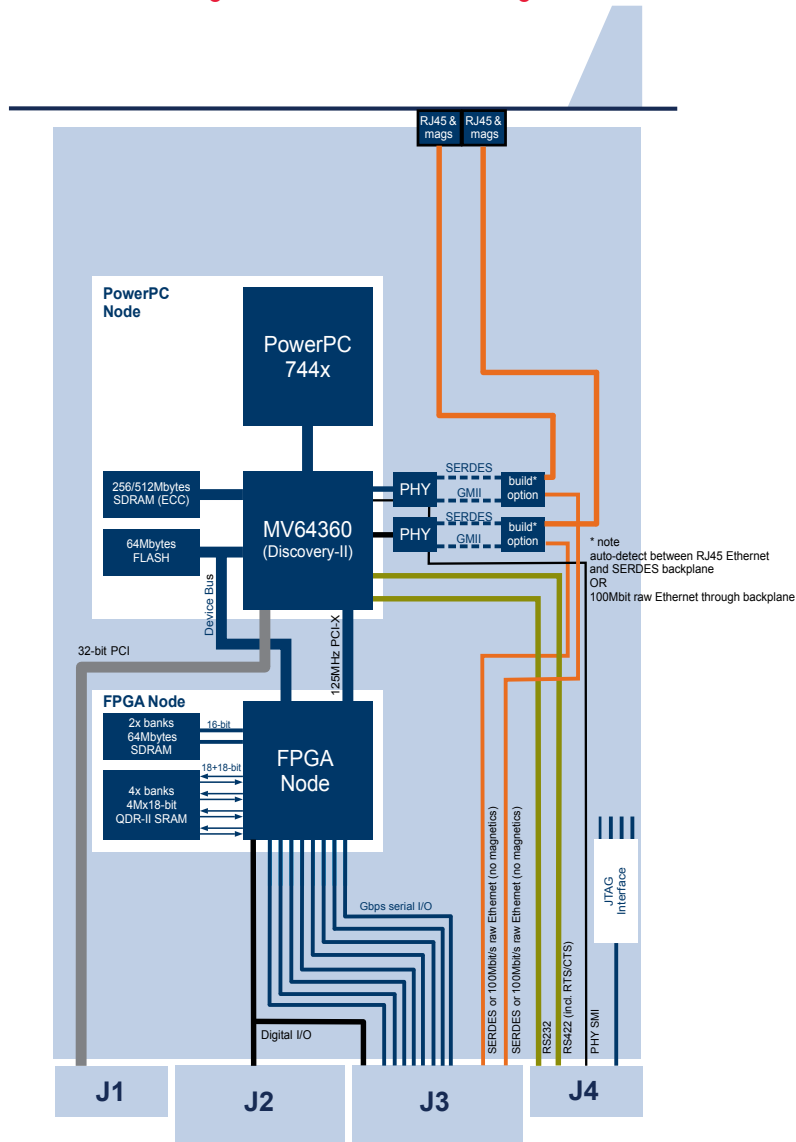 RJ45 &
mags
RJ45 &
mags
PowerPC
Node
PowerPC
744x
256/512Mbytes
SDRAM (ECC)
64Mbytes
FLASH
MV64360
(Discovery-II)
PHY
SERDES
GMII
build*
option
PHY
SERDES
GMII
build*
option
* note
auto-detect between RJ45 Ethernet
and SERDES backplane
OR
100Mbit raw Ethernet through backplane
Device Bus
125MHz PCI-X
32-bit PCI
FPGA Node
2x banks
64Mbytes
SDRAM
16-bit
18+18-bit
4x banks
4Mx18-bit
QDR-II SRAM
FPGA
Node
Gbps serial I/O
Digital I/O
SERDES or 100Mbit/s raw Ethernet (no magnetics)
SERDES or 100Mbit/s raw Ethernet (no magnetics)
RS232
RS422 (incl. RTS/CTS)
PHY SMI
JTAG
Interface
J1
J2
J3
J4